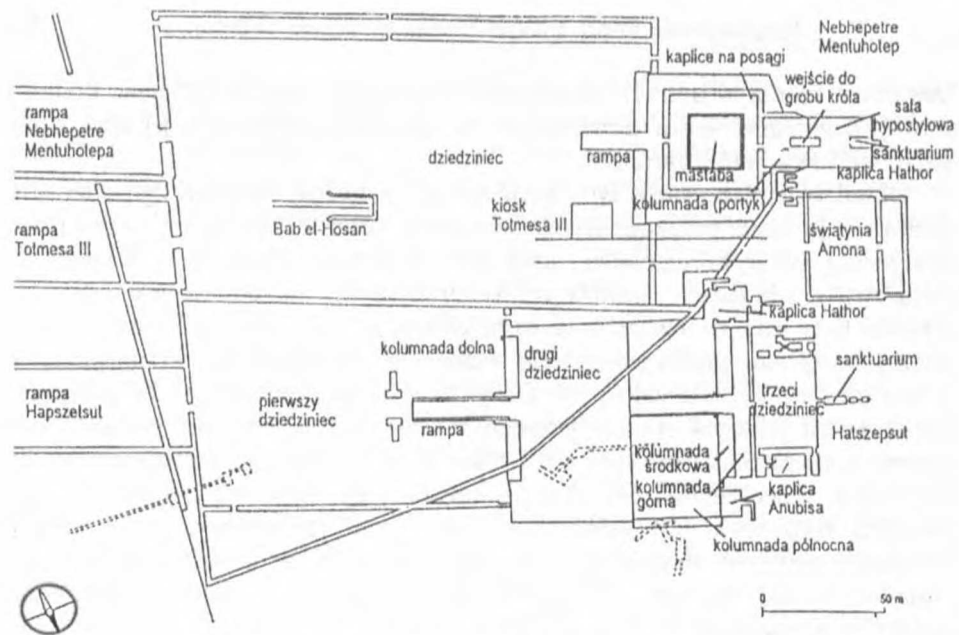 Nebhepetre
Mentuhotep
kaplice na posągi
wejście do
grobu króla
sala
hypostylowa
rampa
Nebhepetre
Mentuhotepa
dziedziniec
rampa
mastaba
sanktuarium
kaplica Hathor
kolumnada (portyk)
kiosk
Totmesa III
Bab el-Hosan
świątynia
Amona
rampa
Totmesa III
kaplica Hathor
kolumnada dolna
drugi
dziedziniec
sanktuarium
rampa
Hapszetsut
pierwszy
dziedziniec
rampa
trzeci
dziedziniec
Hatszepsut
kolumnada
środkowa
kolumnada
górna
kaplica
Anubisa
kolumnada północna
0 50 m